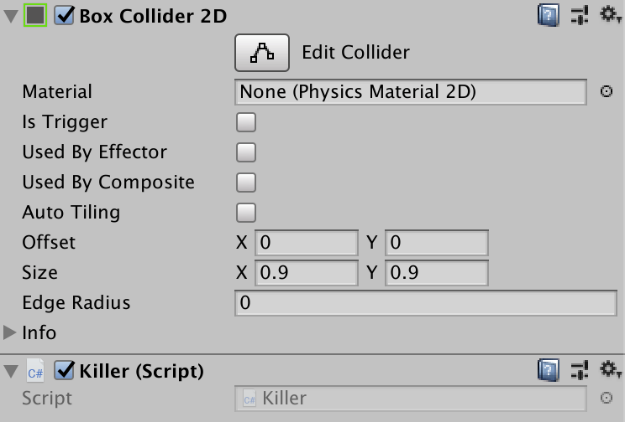 Box Collider 2D
Edit Collider
Material None (Physics Material 2D)
Is Trigger
Used By Effector
Used By Composite
Auto Tiling
Offset X 0 Y 0
Size X 0.9 Y 0.9
Edge Radius 0
Info
C# Killer (Script)
Script C# Killer